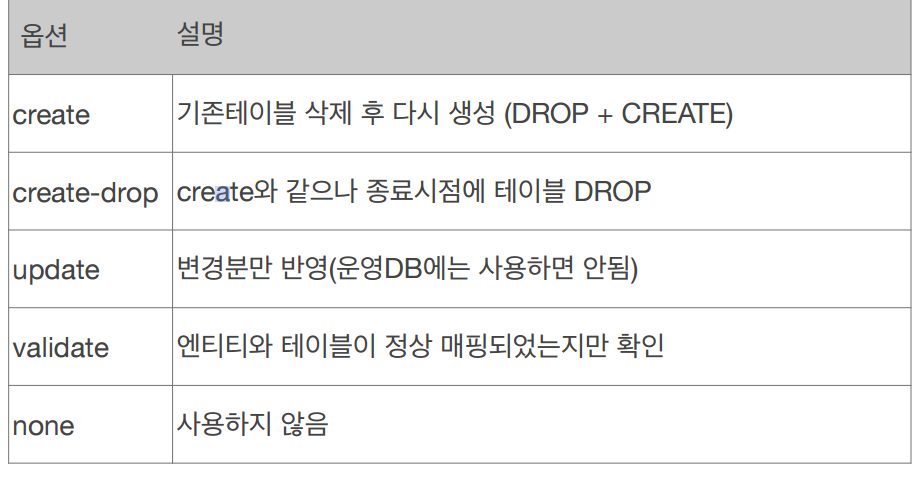 옵션 설명
create 기존테이블 삭제 후 다시 생성 (DROP + CREATE)
create-drop create와 같으나 종료시점에 테이블 DROP
update 변경분만 반영(운영DB에는 사용하면 안됨)
validate 엔티티와 테이블이 정상 매핑되었는지만 확인
none 사용하지 않음